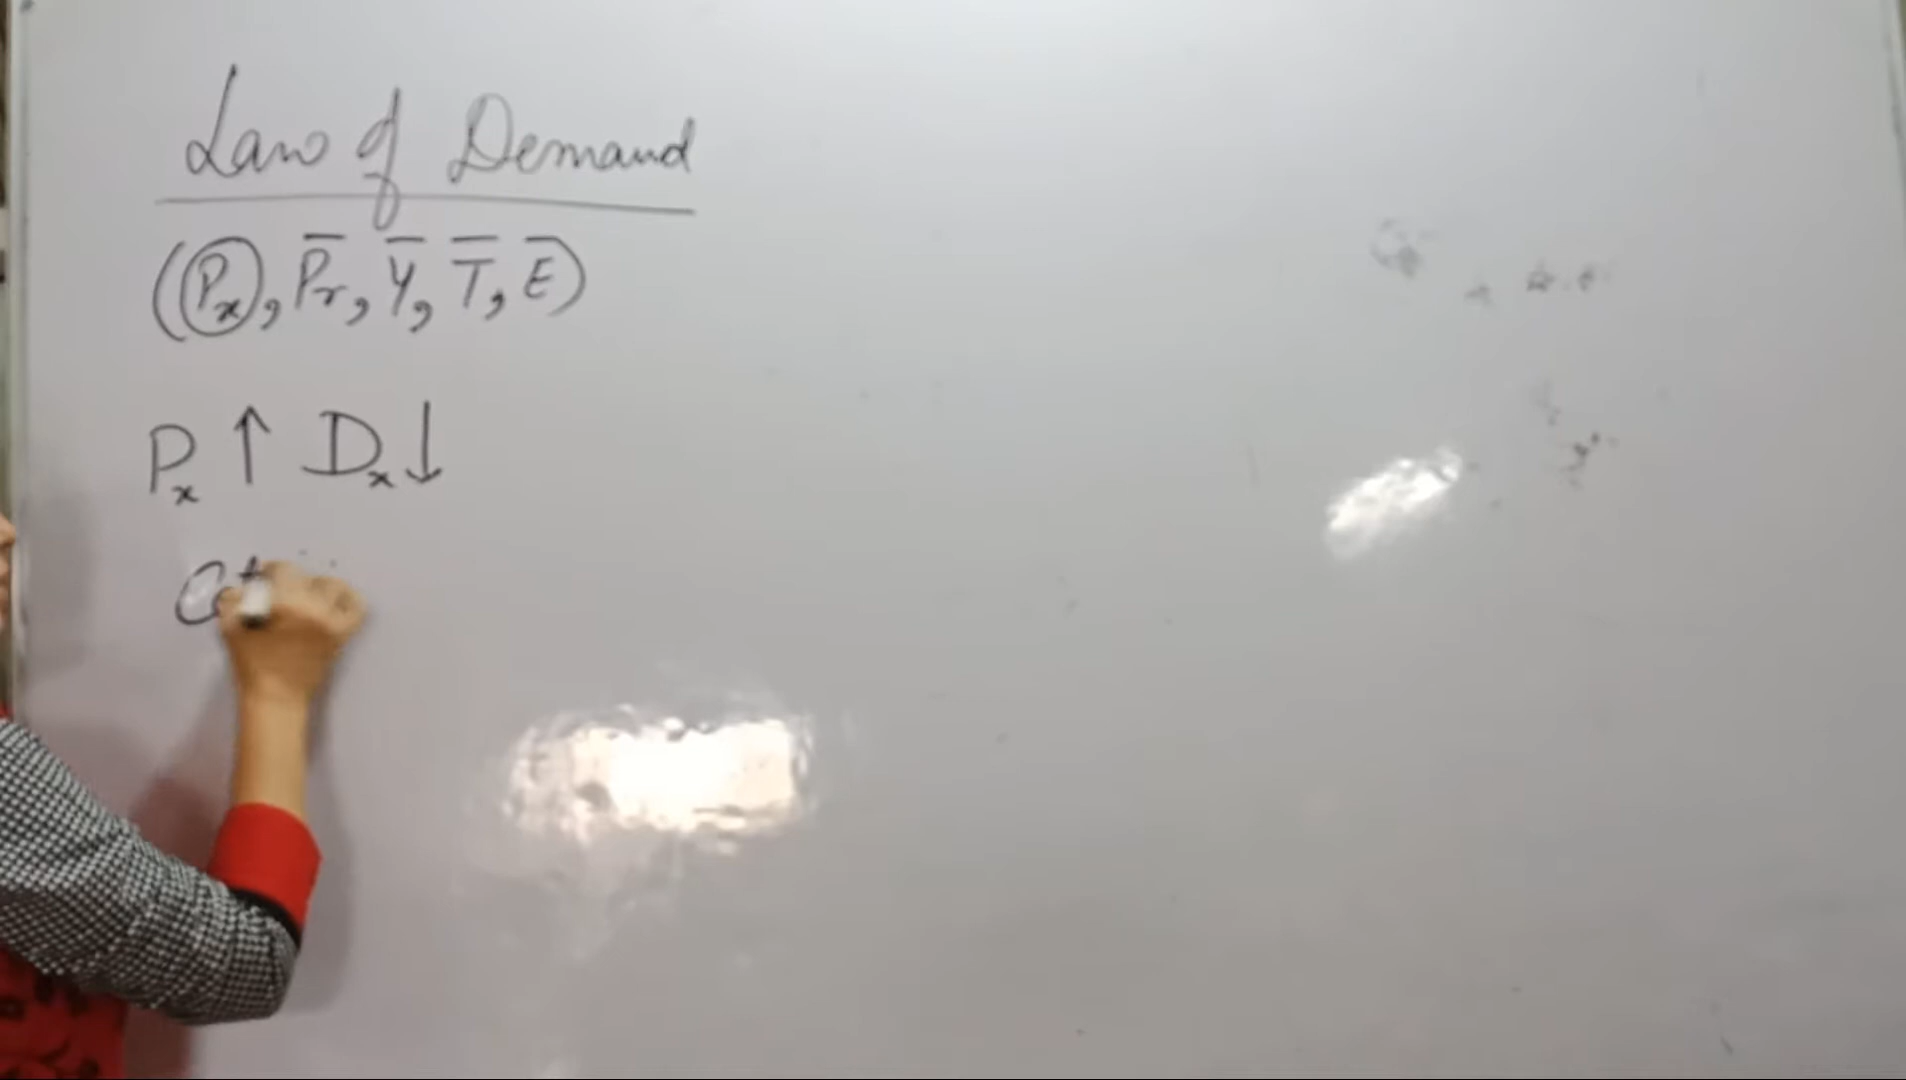 Law of Demand
(Px, P̅r, Y̅, T̅, E̅)
Px ↑ Dx ↓